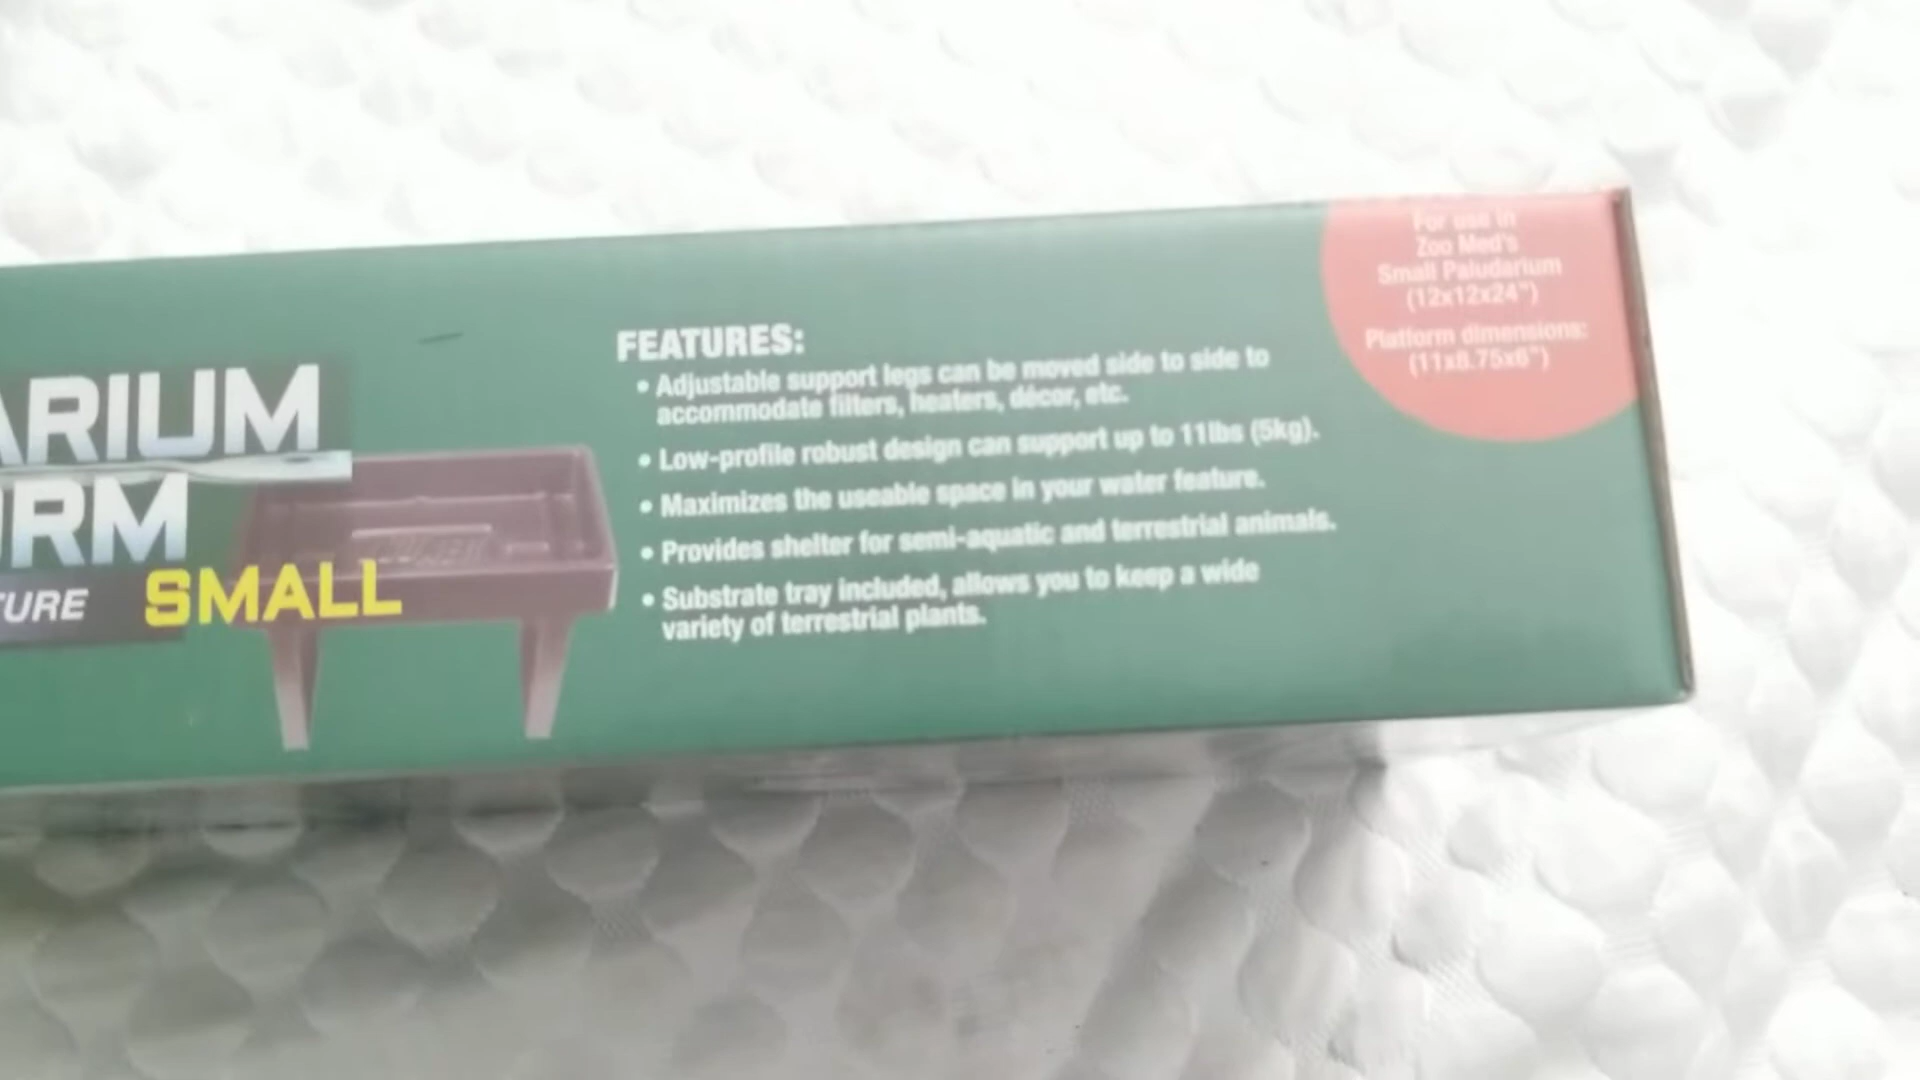 ARIUM
ORM
TURE SMALL
FEATURES:
• Adjustable support legs can be moved side to side to
accommodate filters, heaters, décor, etc.
• Low-profile robust design can support up to 11lbs (5kg).
• Maximizes the useable space in your water feature.
• Provides shelter for semi-aquatic and terrestrial animals.
• Substrate tray included, allows you to keep a wide
variety of terrestrial plants.
For use in
Zoo Med's
Small Paludarium
(12x12x24")
Platform dimensions:
(11x8.75x6")